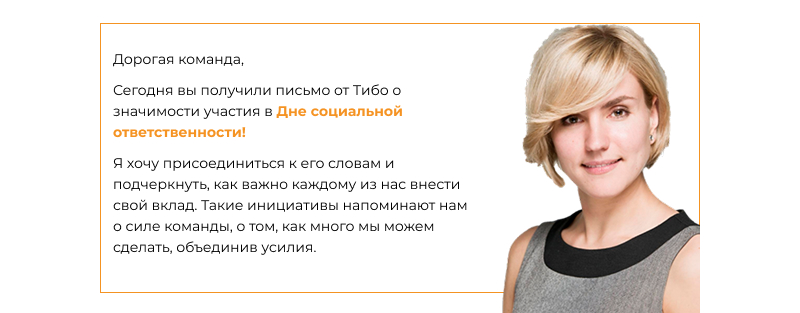 Дорогая команда,
Сегодня вы получили письмо от Тибо о
значимости участия в Дне социальной
ответственности!
Я хочу присоединиться к его словам и
подчеркнуть, как важно каждому из нас внести
свой вклад. Такие инициативы напоминают нам
о силе команды, о том, как много мы можем
сделать, объединив усилия.